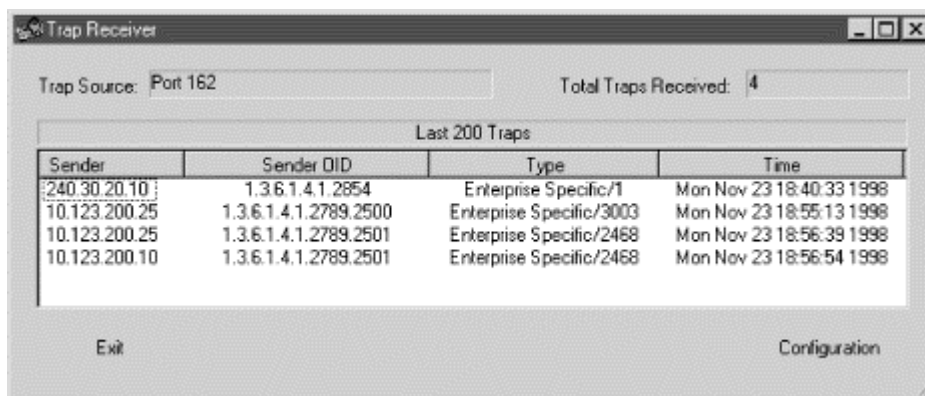 Trap Receiver
Trap Source: Port 162 Total Traps Received: 4
Last 200 Traps
Sender Sender OID Type Time
240.30.20.10 1.3.6.1.4.1.2854 Enterprise Specific/1 Mon Nov 23 18:40:33 1998
10.123.200.25 1.3.6.1.4.1.2789.2500 Enterprise Specific/3003 Mon Nov 23 18:55:13 1998
10.123.200.25 1.3.6.1.4.1.2789.2501 Enterprise Specific/2468 Mon Nov 23 18:56:39 1998
10.123.200.10 1.3.6.1.4.1.2789.2501 Enterprise Specific/2468 Mon Nov 23 18:56:54 1998
Exit Configuration